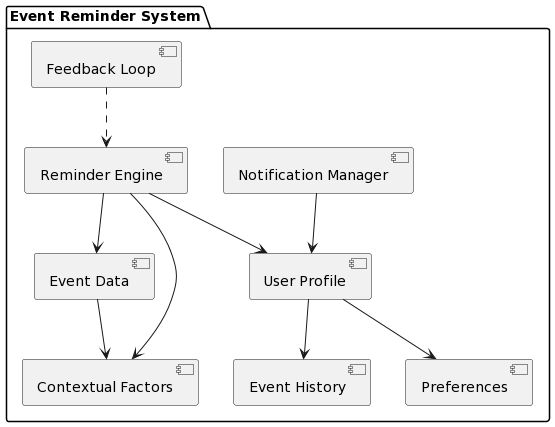 Event Reminder System
Feedback Loop
Reminder Engine
Notification Manager
Event Data
User Profile
Contextual Factors
Event History
Preferences